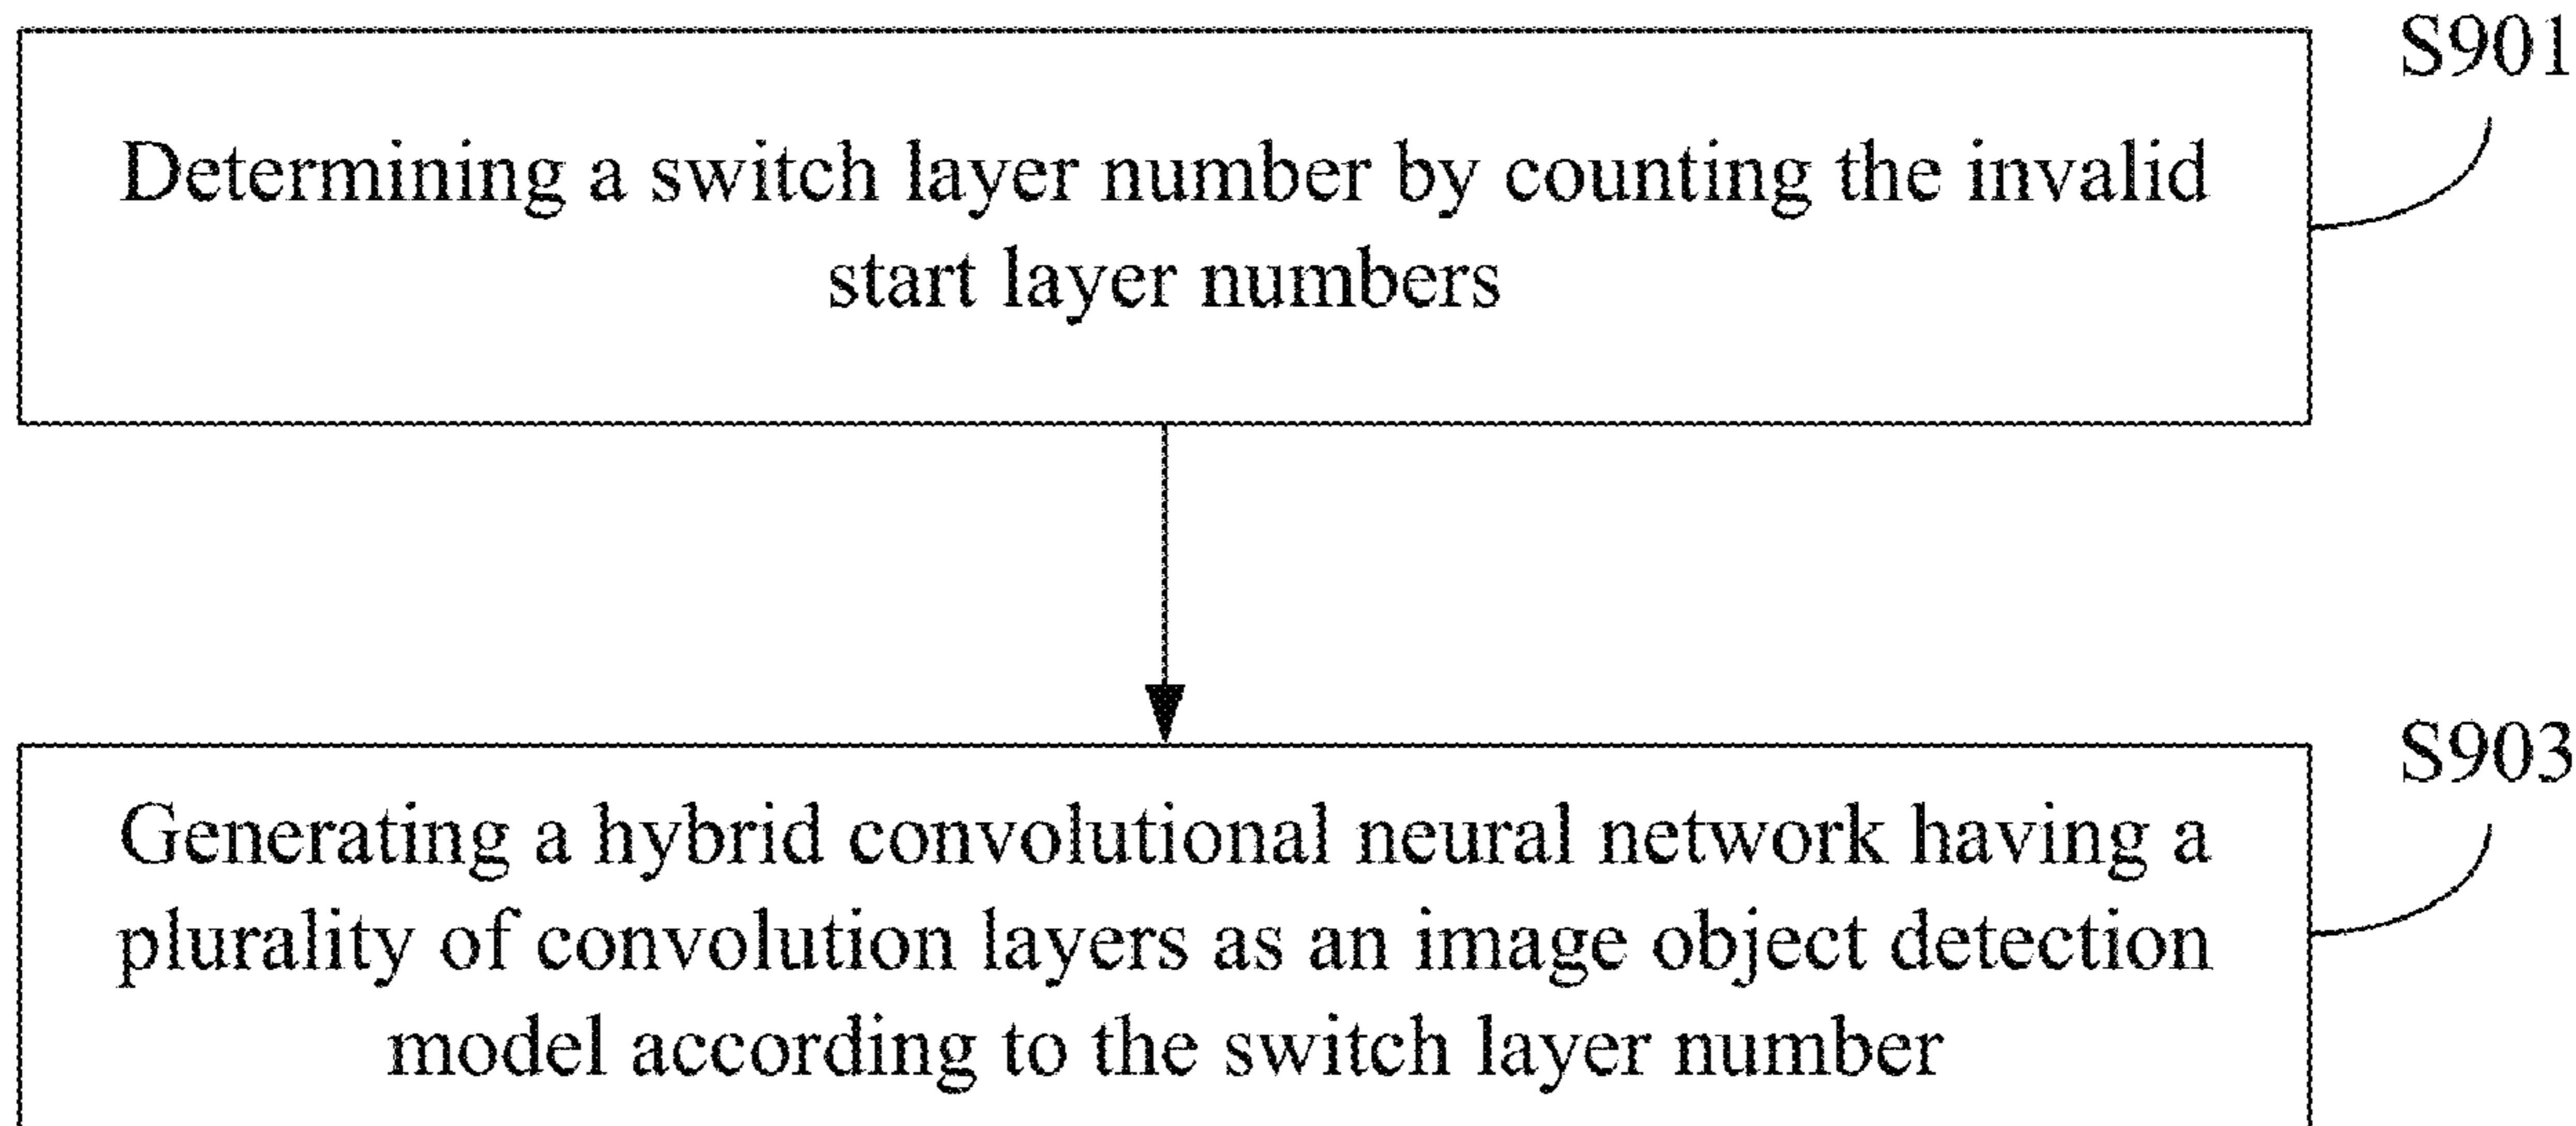 S901
Determining a switch layer number by counting the invalid
start layer numbers
S903
Generating a hybrid convolutional neural network having a
plurality of convolution layers as an image object detection
model according to the switch layer number